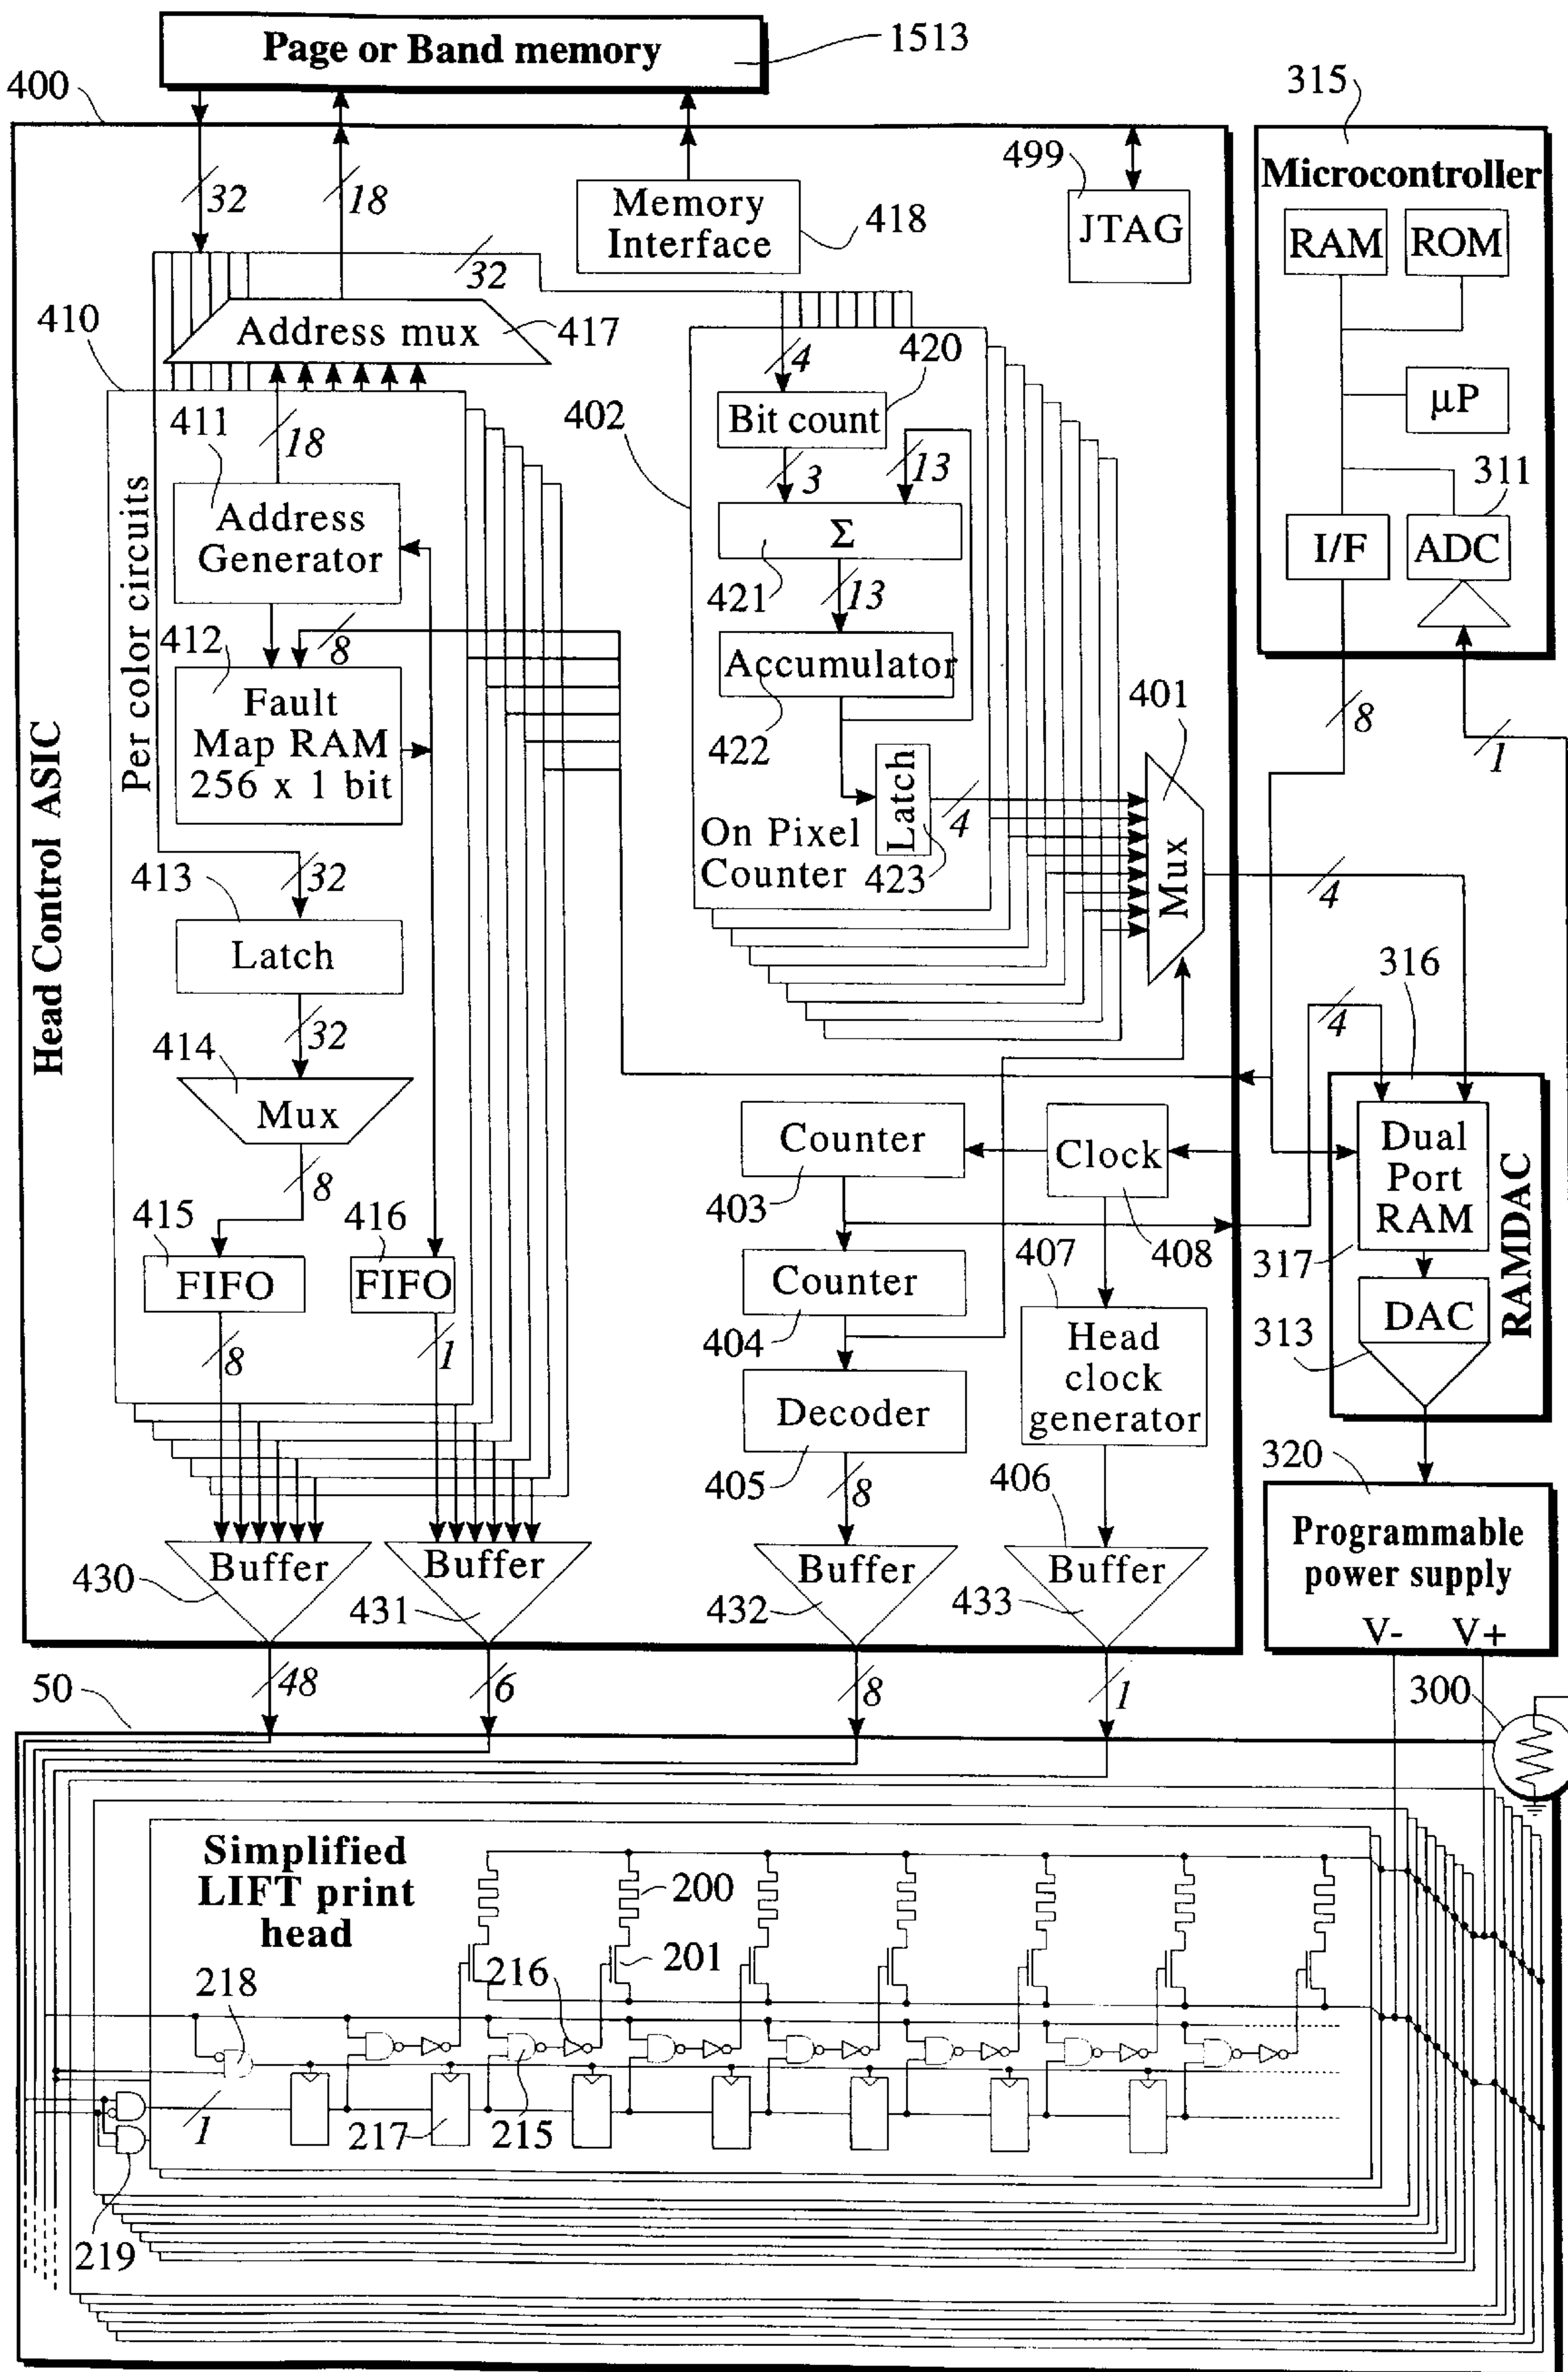 Page or Band memory
1513
400
315
499
Microcontroller
32
18
Memory
Interface
418
JTAG
RAM
ROM
32
410
Address mux
417
4
420
μP
411
18
402
Bit count
3
13
311
Per color circuits
Address
Generator
Σ
421
13
I/F
ADC
412
8
Accumulator
422
401
8
1
Fault
Map RAM
256 x 1 bit
Head Control ASIC
Latch
4
On Pixel
Counter
423
Mux
4
413
32
Latch
316
4
32
414
Mux
Counter
Clock
Dual
Port
RAM
RAMDAC
8
403
415
416
407
408
317
FIFO
FIFO
Counter
DAC
404
Head
clock
generator
313
8
1
Decoder
405
8
406
320
Programmable
power supply
Buffer
Buffer
Buffer
Buffer
430
431
432
433
V-
V+
50
48
6
8
1
300
Simplified
LIFT print
head
200
201
216
218
1
217
215
219